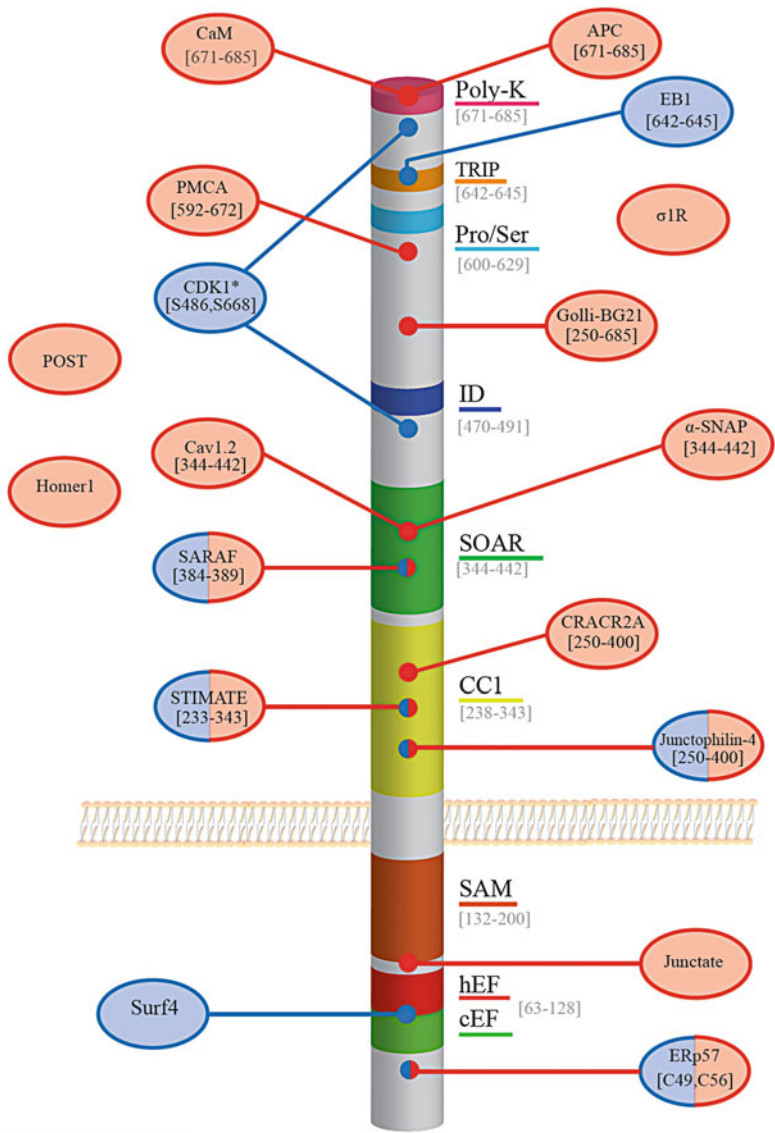 CaM
[671-685]
APC
[671-685]
Poly-K
[671-685]
EB1
[642-645]
TRIP
[642-645]
PMCA
[592-672]
σ1R
Pro/Ser
[600-629]
CDK1*
[S486,S668]
Golli-BG21
[250-685]
POST
ID
[470-491]
Cav1.2
[344-442]
α-SNAP
[344-442]
Homer1
SOAR
[344-442]
SARAF
[384-389]
CRACR2A
[250-400]
STIMATE
[233-343]
CC1
[238-343]
Junctophilin-4
[250-400]
SAM
[132-200]
Junctate
hEF
[63-128]
cEF
Surf4
ERp57
[C49,C56]